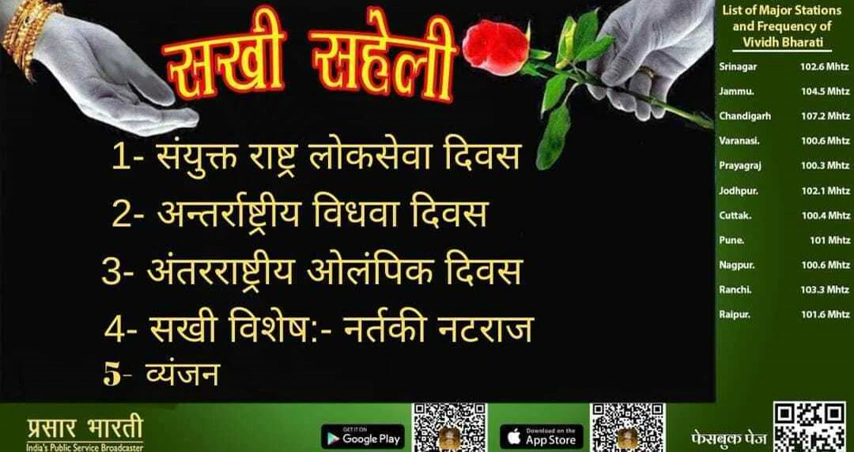 सखी सहेली
1- संयुक्त राष्ट्र लोकसेवा दिवस
2- अन्तर्राष्ट्रीय विधवा दिवस
3- अंतरराष्ट्रीय ओलंपिक दिवस
4- सखी विशेष:- नर्तकी नटराज
5- व्यंजन
List of Major Stations
and Frequency of
Vividh Bharati
Srinagar 102.6 Mhtz
Jammu. 104.5 Mhtz
Chandigarh 107.2 Mhtz
Varanasi. 100.6 Mhtz
Prayagraj 100.3 Mhtz
Jodhpur. 102.1 Mhtz
Cuttak. 100.4 Mhtz
Pune. 101 Mhtz
Nagpur. 100.6 Mhtz
Ranchi. 103.3 Mhtz
Raipur. 101.6 Mhtz
प्रसार भारती
India's Public Service Broadcaster
GET IT ON
Google Play
Download on the
App Store
फेसबुक पेज